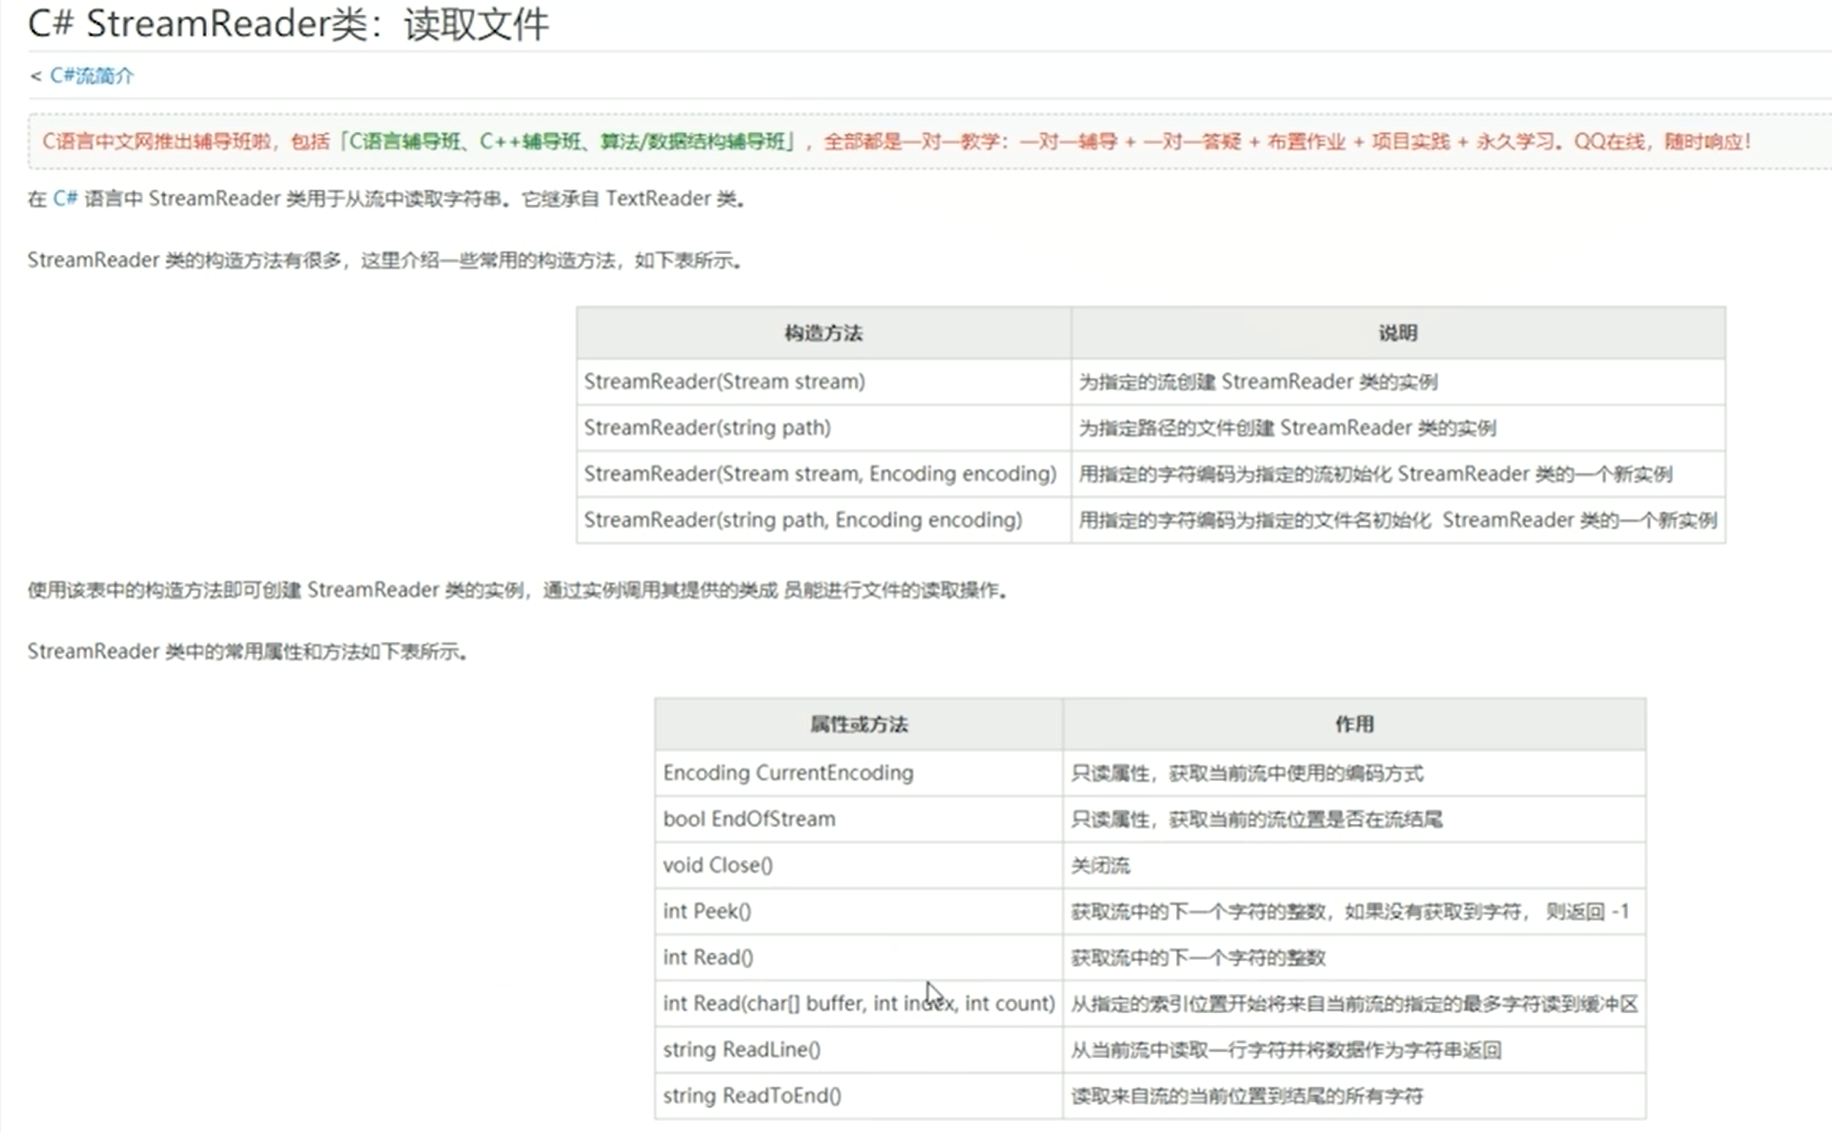 C# StreamReader类：读取文件
< C#流简介
C语言中文网推出辅导班啦，包括「C语言辅导班、C++辅导班、算法/数据结构辅导班」，全部都是一对一教学：一对一辅导 + 一对一答疑 + 布置作业 + 项目实践 + 永久学习。QQ在线，随时响应！
在 C# 语言中 StreamReader 类用于从流中读取字符串。它继承自 TextReader 类。
StreamReader 类的构造方法有很多，这里介绍一些常用的构造方法，如下表所示。
构造方法 说明
StreamReader(Stream stream) 为指定的流创建 StreamReader 类的实例
StreamReader(string path) 为指定路径的文件创建 StreamReader 类的实例
StreamReader(Stream stream, Encoding encoding) 用指定的字符编码为指定的流初始化 StreamReader 类的一个新实例
StreamReader(string path, Encoding encoding) 用指定的字符编码为指定的文件名初始化 StreamReader 类的一个新实例
使用该表中的构造方法即可创建 StreamReader 类的实例，通过实例调用其提供的类成 员能进行文件的读取操作。
StreamReader 类中的常用属性和方法如下表所示。
属性或方法 作用
Encoding CurrentEncoding 只读属性，获取当前流中使用的编码方式
bool EndOfStream 只读属性，获取当前的流位置是否在流结尾
void Close() 关闭流
int Peek() 获取流中的下一个字符的整数，如果没有获取到字符， 则返回 -1
int Read() 获取流中的下一个字符的整数
int Read(char[] buffer, int index, int count) 从指定的索引位置开始将来自当前流的指定的最多字符读到缓冲区
string ReadLine() 从当前流中读取一行字符并将数据作为字符串返回
string ReadToEnd() 读取来自流的当前位置到结尾的所有字符